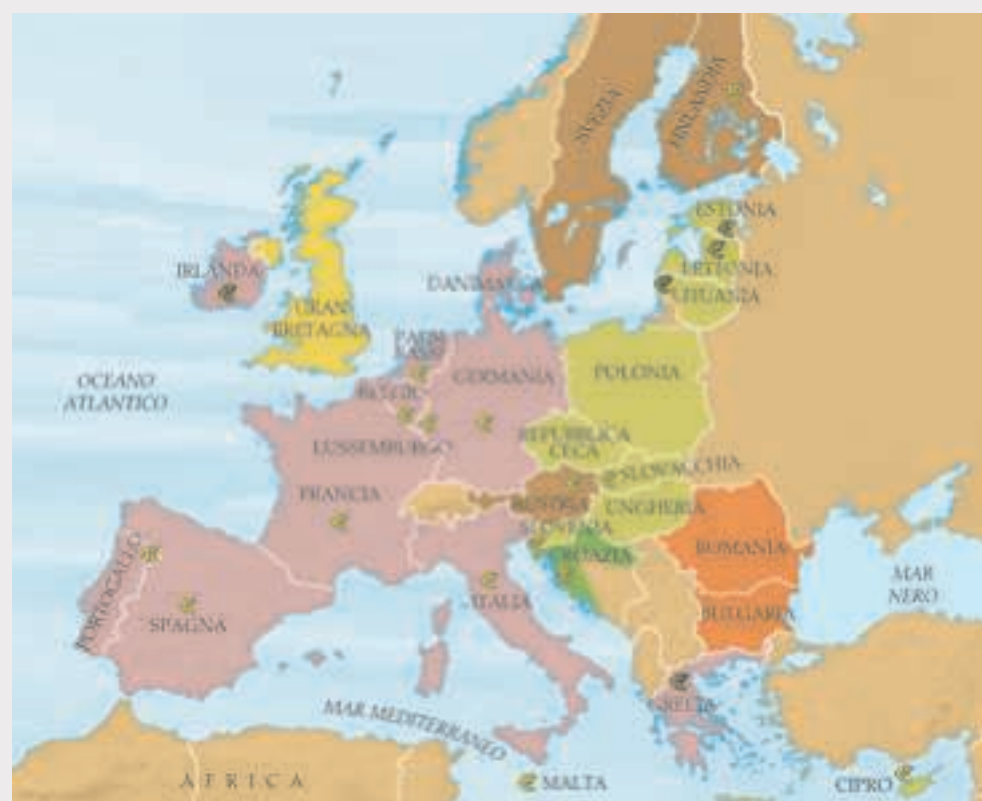 SVEZIA
FINLANDIA
ESTONIA
LETTONIA
LITUANIA
IRLANDA
DANIMARCA
GRAN
BRETAGNA
PAESI
BASSI
GERMANIA
POLONIA
OCEANO
ATLANTICO
BELGIO
REPUBBLICA
CECA
LUSSEMBURGO
SLOVACCHIA
FRANCIA
AUSTRIA
UNGHERIA
SLOVENIA
CROAZIA
ROMANIA
PORTOGALLO
SPAGNA
ITALIA
BULGARIA
MAR
NERO
GRECIA
MAR MEDITERRANEO
AFRICA
MALTA
CIPRO